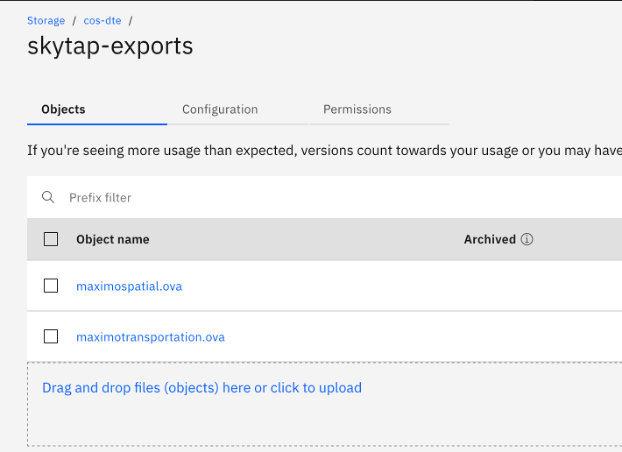 Storage / cos-dte /
skytap-exports
Objects Configuration Permissions
If you're seeing more usage than expected, versions count towards your usage or you may have
Prefix filter
Object name Archived
maximospatial.ova
maximotransportation.ova
Drag and drop files (objects) here or click to upload